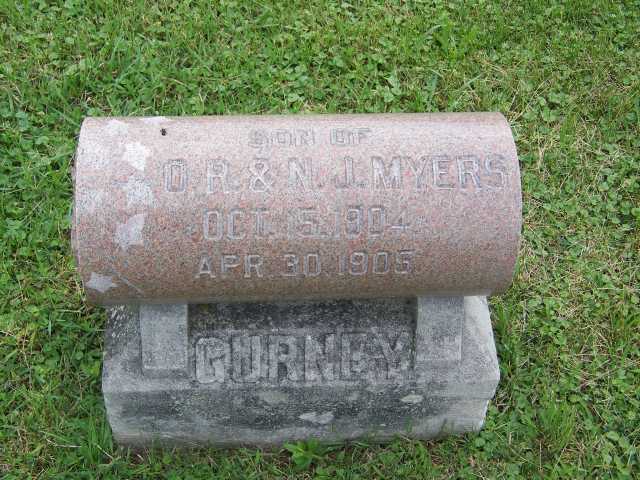 SON OF
O. R. & N. J. MYERS
OCT. 15. 1904
APR. 30. 1905
GURNEY